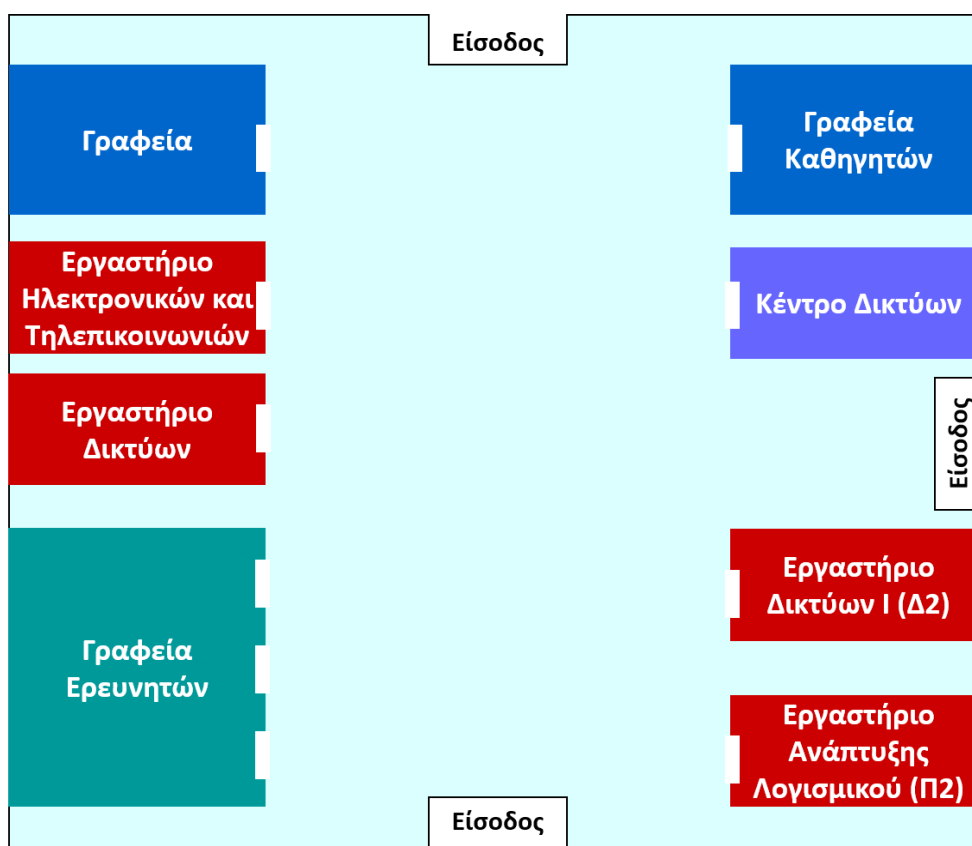 Είσοδος
Γραφεία
Γραφεία
Καθηγητών
Εργαστήριο
Ηλεκτρονικών και
Τηλεπικοινωνιών
Κέντρο Δικτύων
Εργαστήριο
Δικτύων
Είσοδος
Εργαστήριο
Δικτύων Ι (Δ2)
Γραφεία
Ερευνητών
Εργαστήριο
Ανάπτυξης
Λογισμικού (Π2)
Είσοδος